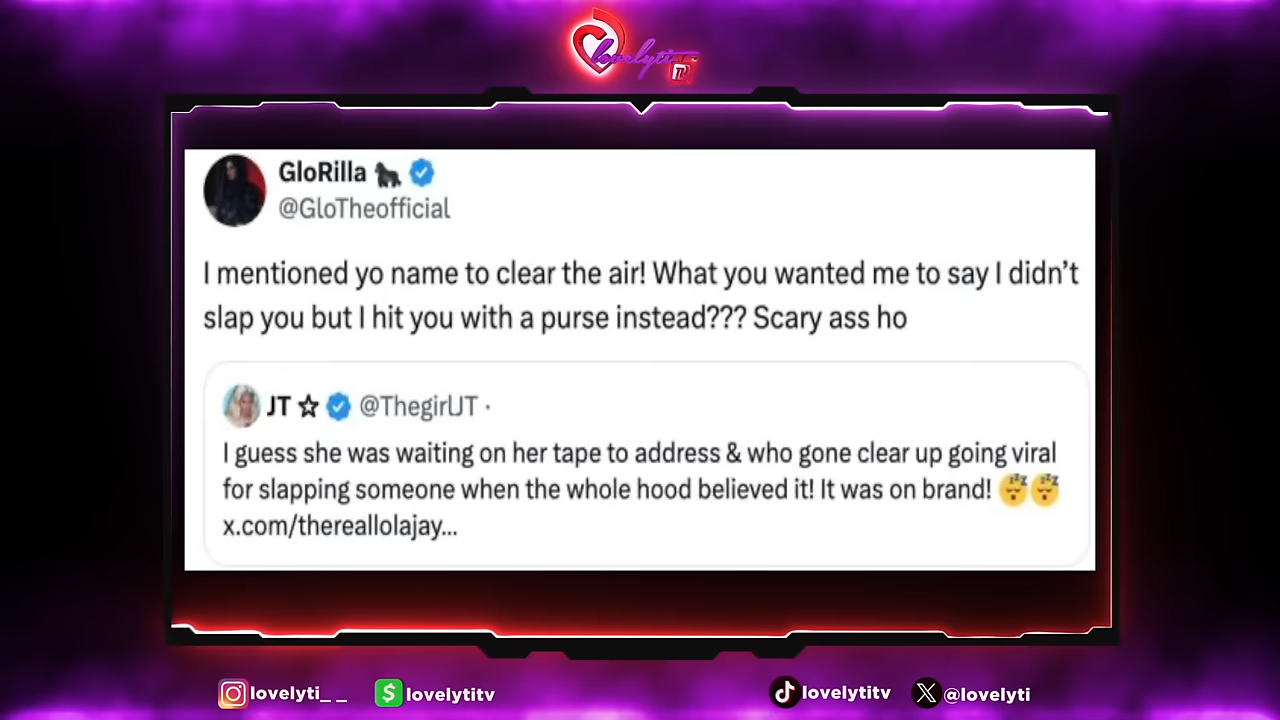 lovelyti
TV
GloRilla 🦍
@GloTheofficial
I mentioned yo name to clear the air! What you wanted me to say I didn't
slap you but I hit you with a purse instead??? Scary ass ho
JT ☆ @ThegirlJT ·
I guess she was waiting on her tape to address & who gone clear up going viral
for slapping someone when the whole hood believed it! It was on brand! 😴😴
x.com/thereallolajay...
lovelyti_ _ lovelytitv lovelytitv @lovelyti